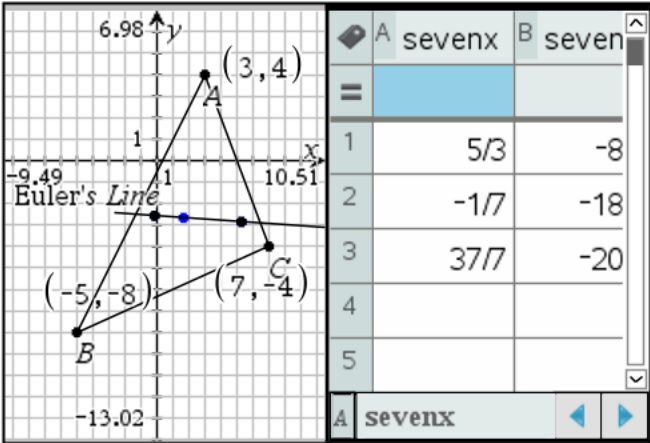 6.98 y
(3,4)
A
1
x
-9.49 1 10.51
Euler's Line
C
(-5,-8) (7,-4)
B
-13.02
A sevenx B seven
=
1 5/3 -8
2 -1/7 -18
3 37/7 -20
4
5
A sevenx